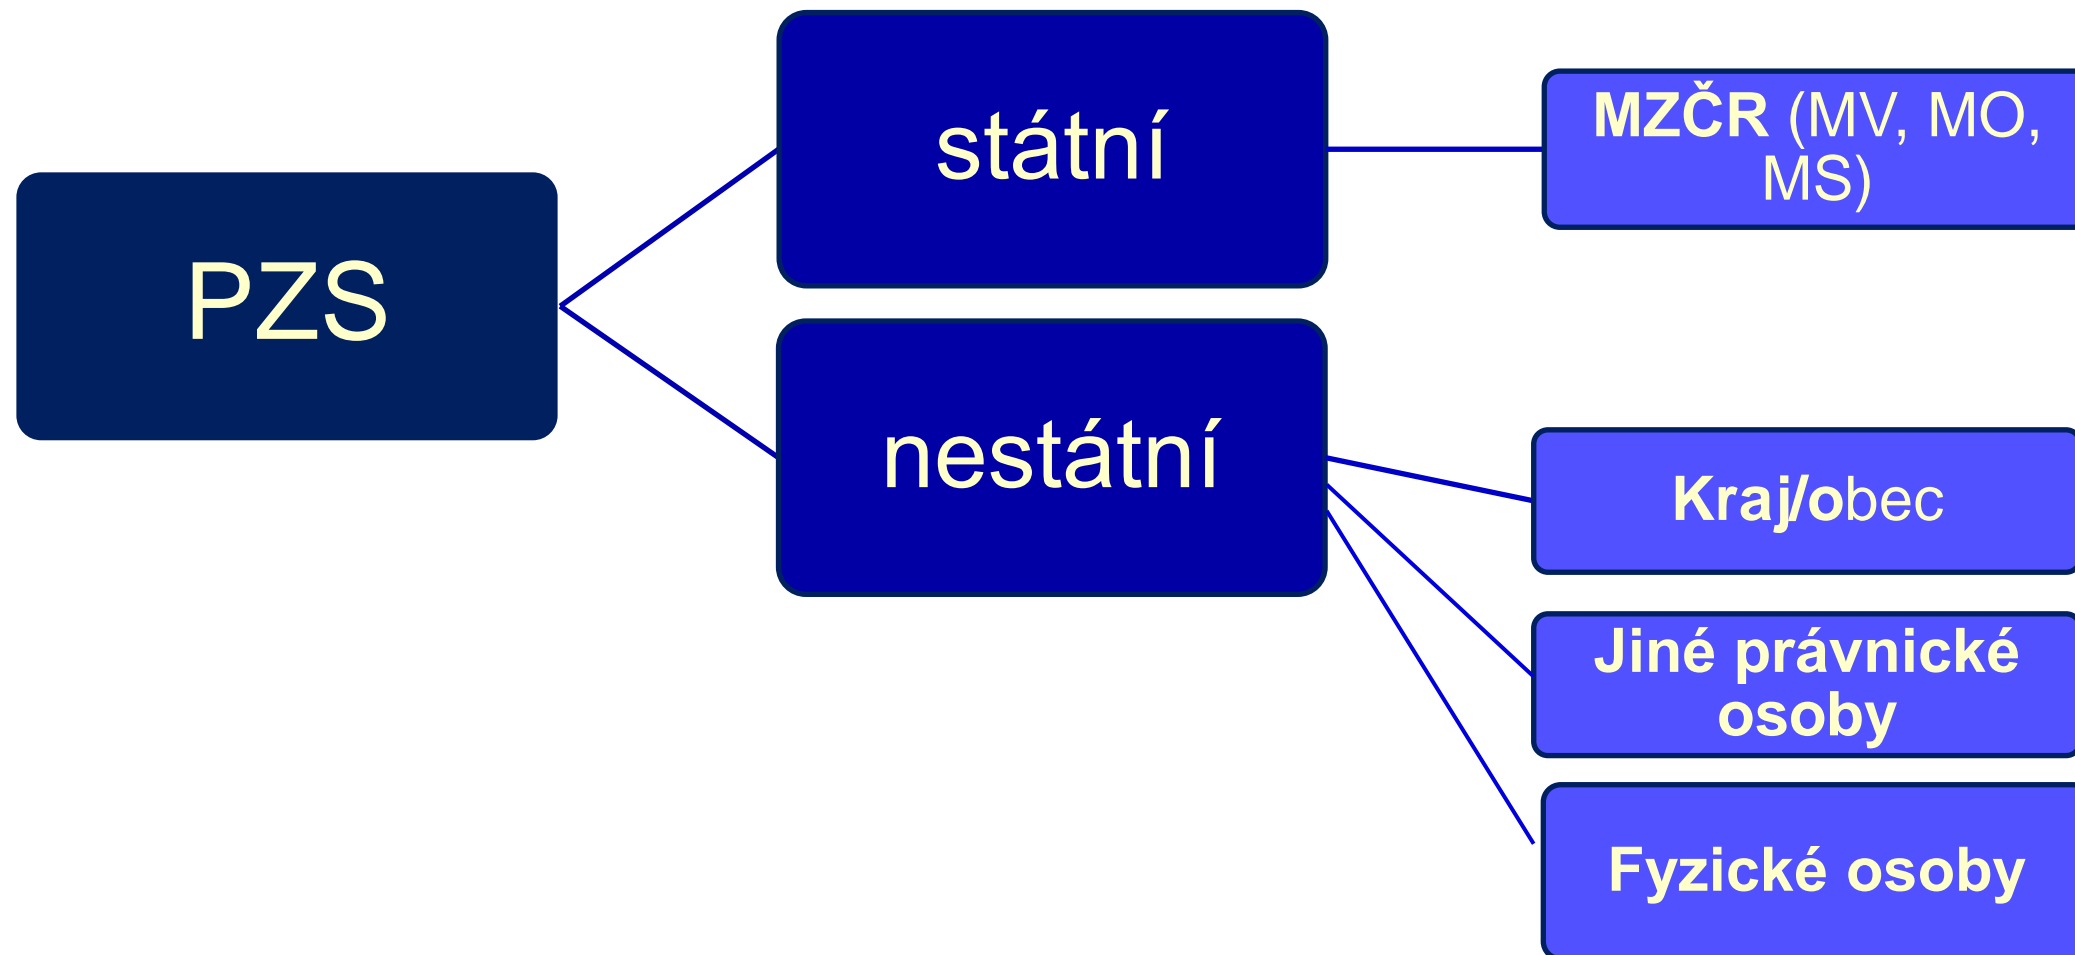 PZS
státní
MZČR (MV, MO,
MS)
nestátní
Kraj/obec
Jiné právnické
osoby
Fyzické osoby